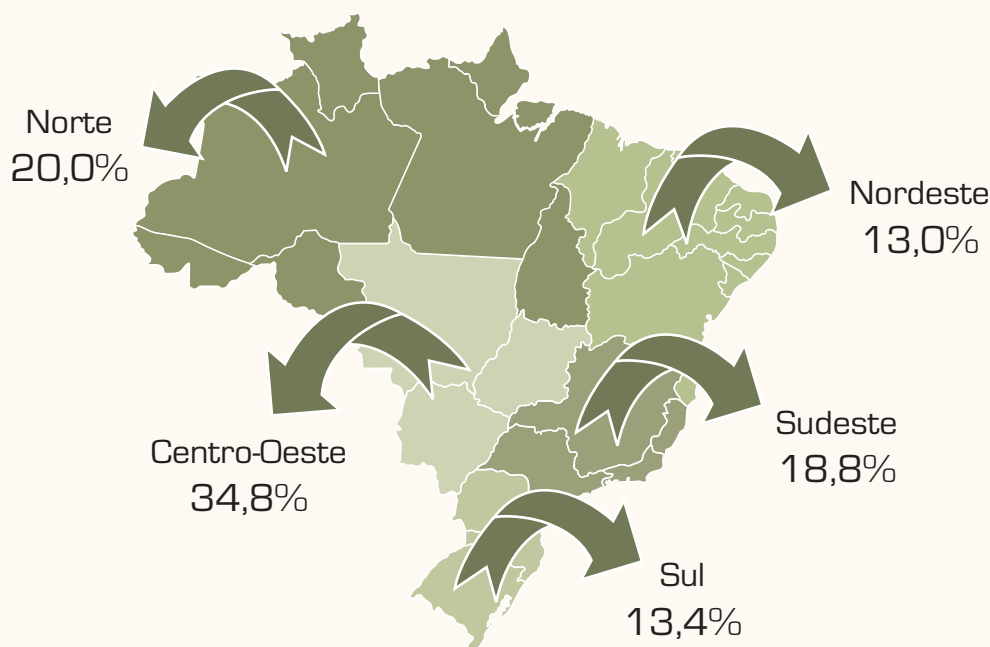 Norte
20,0%
Nordeste
13,0%
Centro-Oeste
34,8%
Sudeste
18,8%
Sul
13,4%